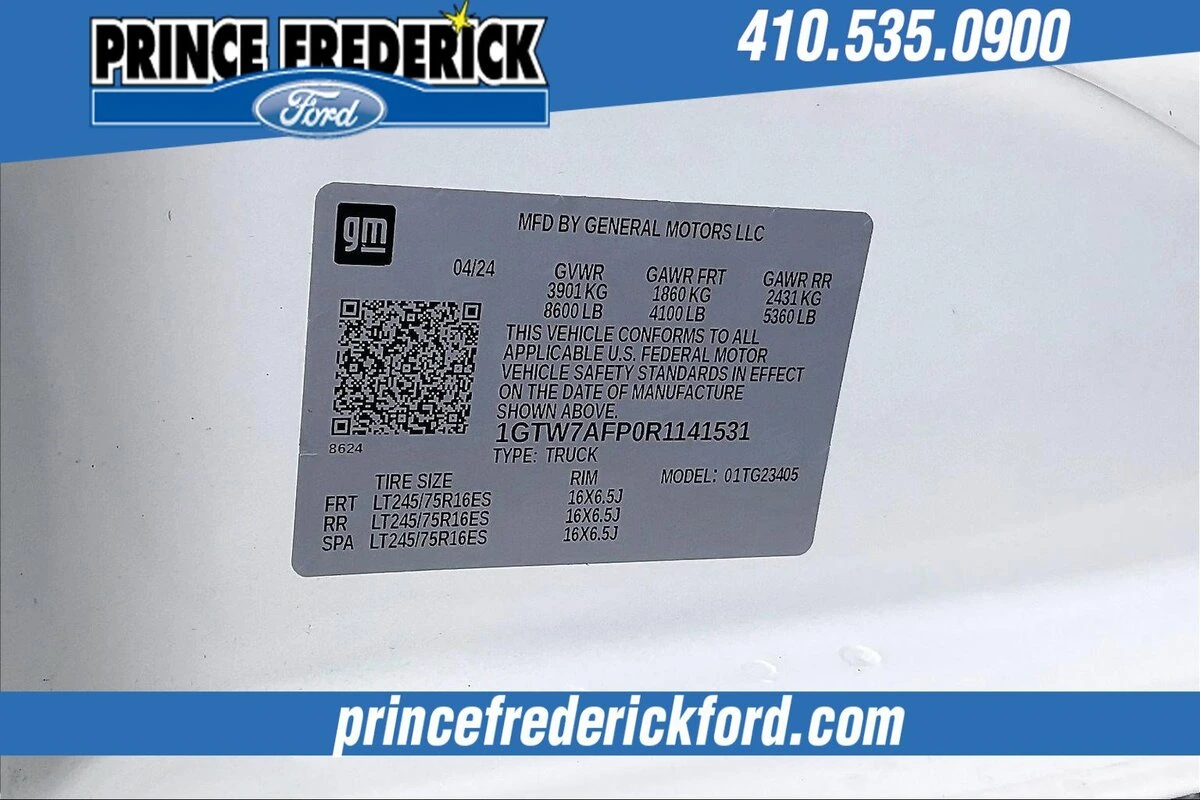 PRINCE FREDERICK
Ford
410.535.0900
gm
MFD BY GENERAL MOTORS LLC
04/24 GVWR GAWR FRT GAWR RR
3901 KG 1860 KG 2431 KG
8600 LB 4100 LB 5360 LB
THIS VEHICLE CONFORMS TO ALL
APPLICABLE U.S. FEDERAL MOTOR
VEHICLE SAFETY STANDARDS IN EFFECT
ON THE DATE OF MANUFACTURE
SHOWN ABOVE.
1GTW7AFP0R1141531
8624
TYPE: TRUCK
TIRE SIZE RIM MODEL: 01TG23405
FRT LT245/75R16ES 16X6.5J
RR LT245/75R16ES 16X6.5J
SPA LT245/75R16ES 16X6.5J
princefrederickford.com